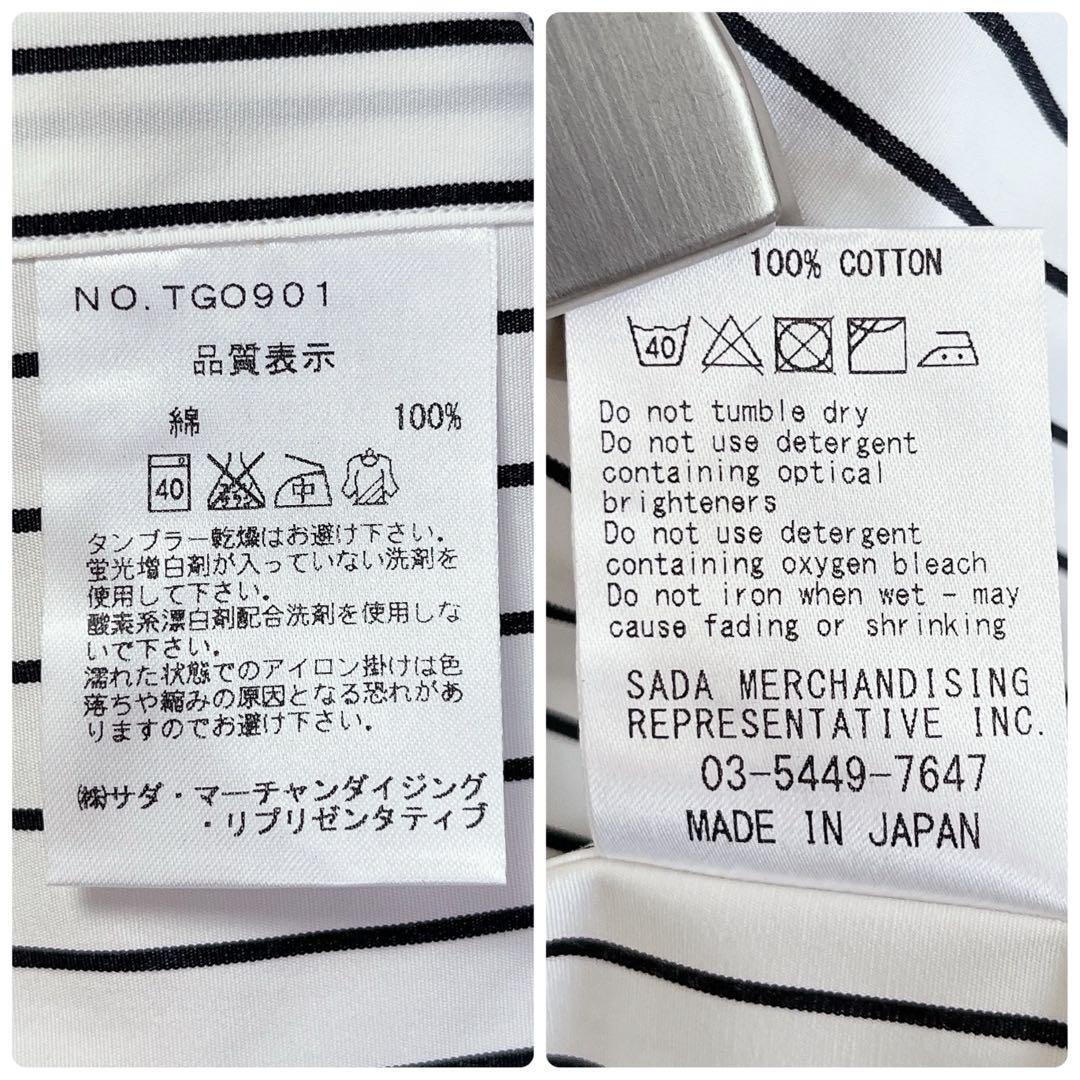 NO.TGO901
品質表示
綿 100%
40 エンソ サラシ 中
タンブラー乾燥はお避け下さい.
蛍光増白剤が入っていない洗剤を
使用して下さい.
酸素系漂白剤配合洗剤を使用しな
いで下さい.
濡れた状態でのアイロン掛けは色
落ちや縮みの原因となる恐れがあ
りますのでお避け下さい.
㈱サダ・マーチャンダイジング
・リプリゼンタティブ
100% COTTON
40
Do not tumble dry
Do not use detergent
containing optical
brighteners
Do not use detergent
containing oxygen bleach
Do not iron when wet – may
cause fading or shrinking
SADA MERCHANDISING
REPRESENTATIVE INC.
03-5449-7647
MADE IN JAPAN